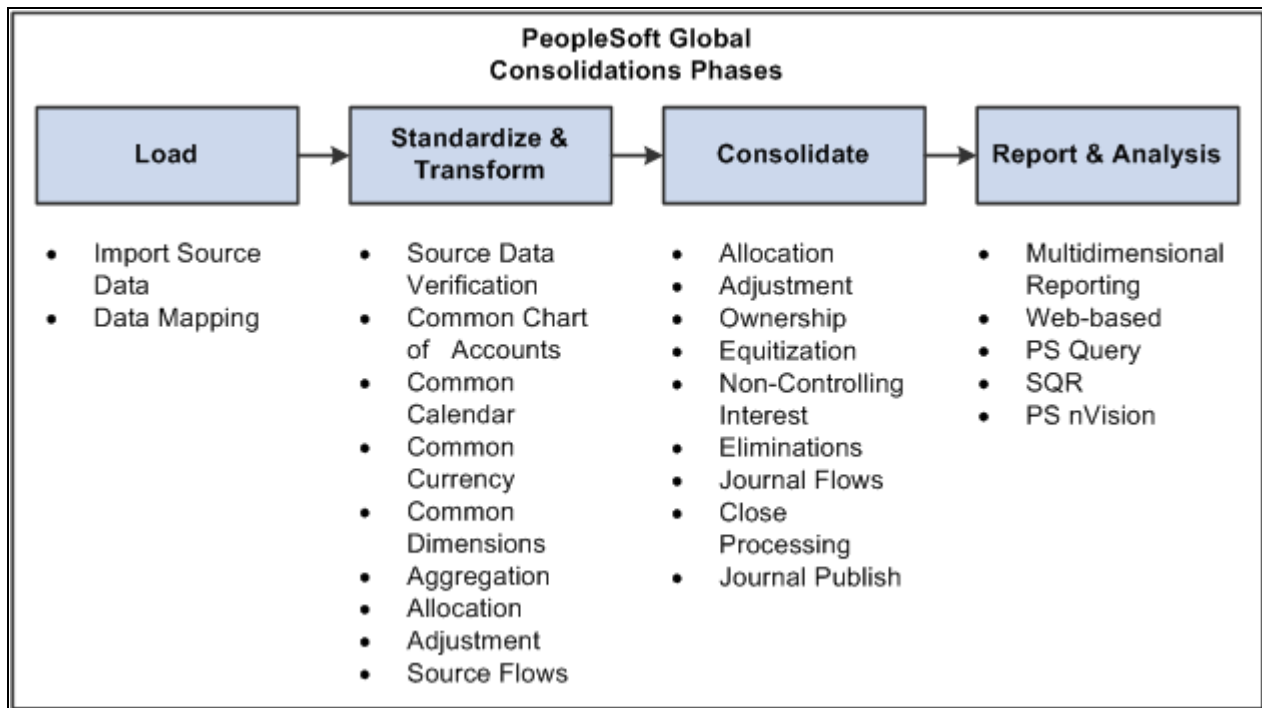 PeopleSoft Global
Consolidations Phases
Load
Standardize &
Transform
Consolidate
Report & Analysis
• Import Source
Data
• Data Mapping
• Source Data
Verification
• Common Chart
of Accounts
• Common
Calendar
• Common
Currency
• Common
Dimensions
• Aggregation
• Allocation
• Adjustment
• Source Flows
• Allocation
• Adjustment
• Ownership
• Equitization
• Non-Controlling
Interest
• Eliminations
• Journal Flows
• Close
Processing
• Journal Publish
• Multidimensional
Reporting
• Web-based
• PS Query
• SQR
• PS nVision